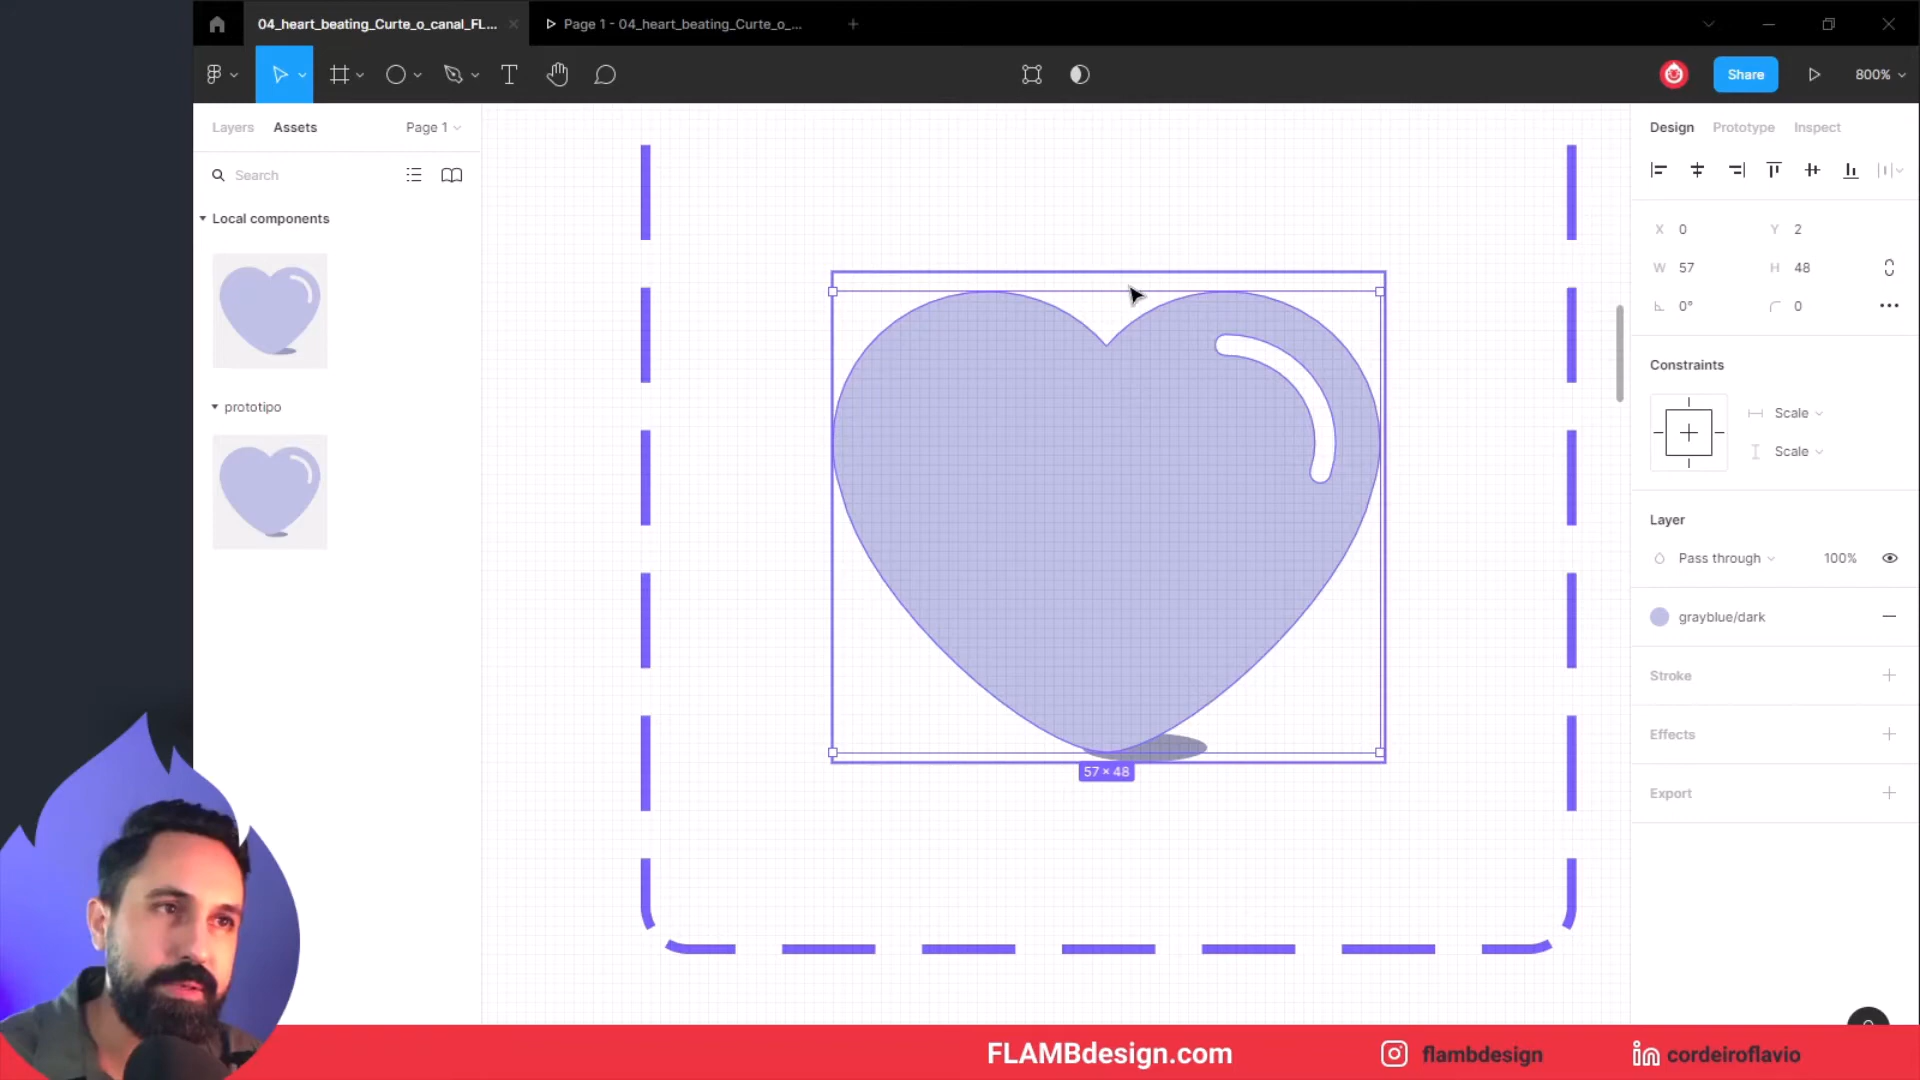 04_heart_beating_Curte_o_canal_FL...
Page 1 - 04_heart_beating_Curte_o_...
Share
800%
Layers
Assets
Page 1
Design
Prototype
Inspect
Search
Local components
prototipo
X 0
Y 2
W 57
H 48
0°
0
Constraints
Scale
Scale
Layer
Pass through
100%
grayblue/dark
Stroke
Effects
Export
57 × 48
FLAMBdesign.com
flambdesign
in cordeiroflavio